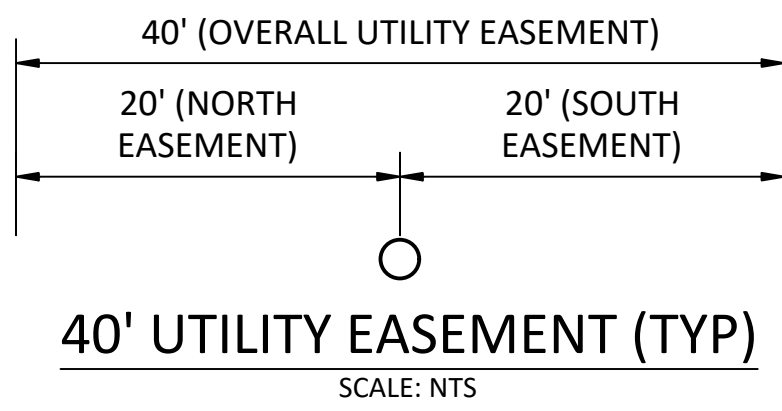 40' (OVERALL UTILITY EASEMENT)
20' (NORTH
EASEMENT)
20' (SOUTH
EASEMENT)
40' UTILITY EASEMENT (TYP)
SCALE: NTS